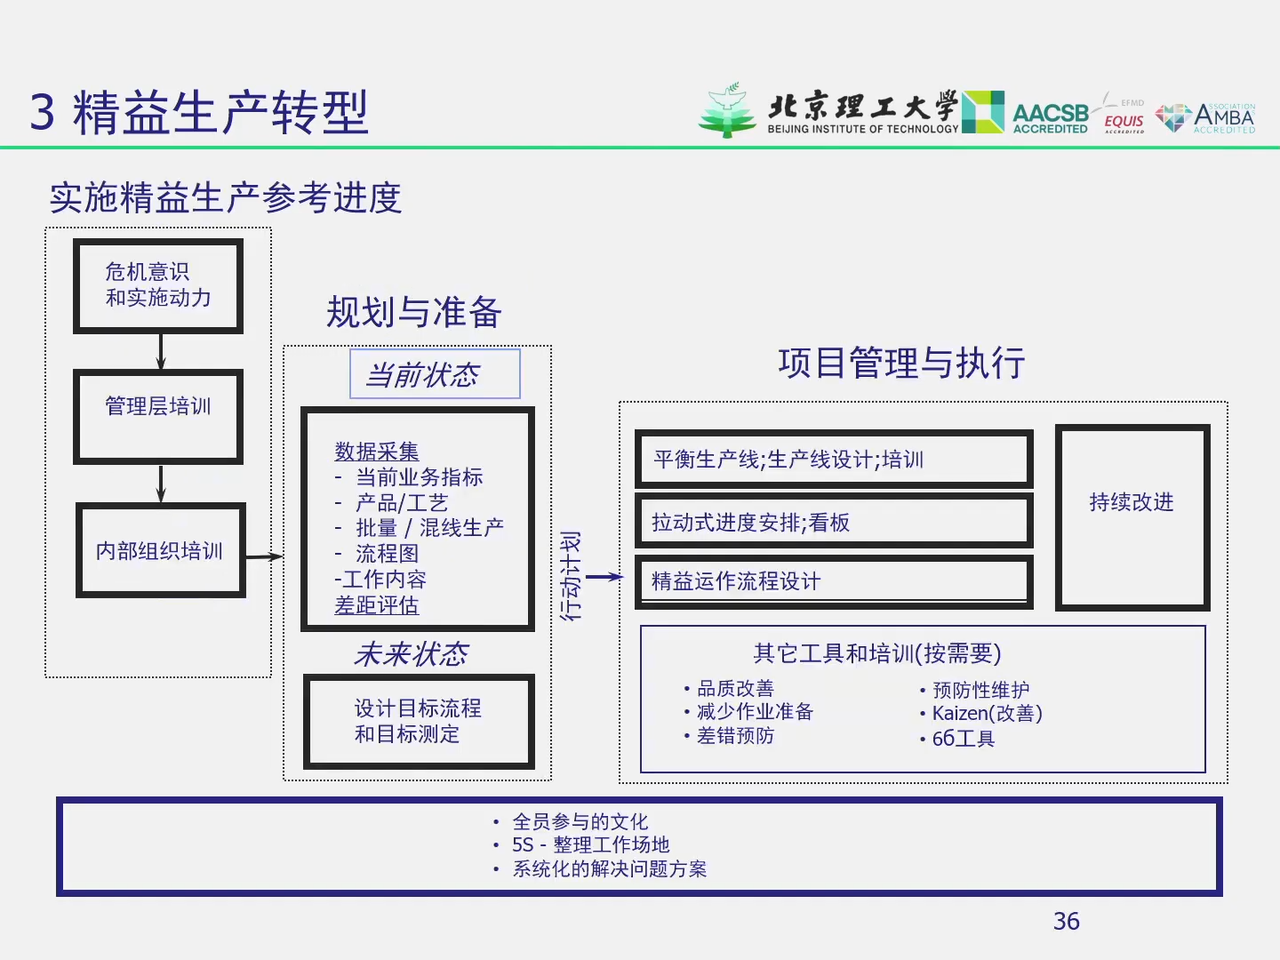 3 精益生产转型
北京理工大学
BEIJING INSTITUTE OF TECHNOLOGY
AACSB
ACCREDITED
EFMD
EQUIS
ACCREDITED
ASSOCIATION
AMBA
ACCREDITED
实施精益生产参考进度
危机意识
和实施动力
管理层培训
内部组织培训
规划与准备
当前状态
数据采集
- 当前业务指标
- 产品/工艺
- 批量 / 混线生产
- 流程图
-工作内容
差距评估
未来状态
设计目标流程
和目标测定
行动计划
项目管理与执行
平衡生产线;生产线设计;培训
拉动式进度安排;看板
精益运作流程设计
持续改进
其它工具和培训(按需要)
• 品质改善
• 减少作业准备
• 差错预防
• 预防性维护
• Kaizen(改善)
• 6б工具
• 全员参与的文化
• 5S - 整理工作场地
• 系统化的解决问题方案
36